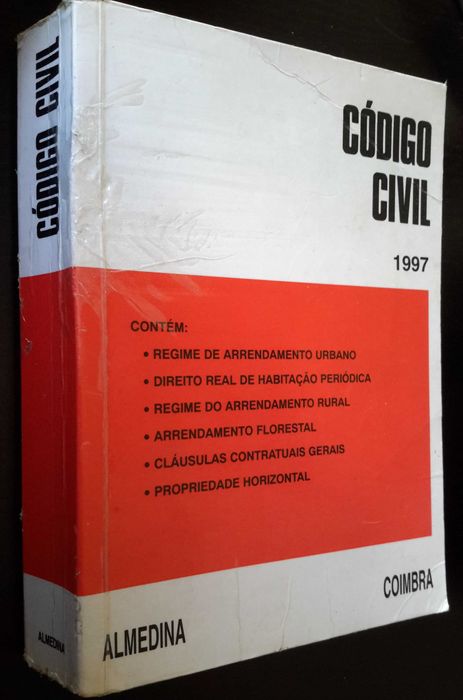 CÓDIGO CIVIL
CÓDIGO
CIVIL
1997
CONTÉM:
• REGIME DE ARRENDAMENTO URBANO
• DIREITO REAL DE HABITAÇÃO PERIÓDICA
• REGIME DO ARRENDAMENTO RURAL
• ARRENDAMENTO FLORESTAL
• CLÁUSULAS CONTRATUAIS GERAIS
• PROPRIEDADE HORIZONTAL
COIMBRA
ALMEDINA
ALMEDINA